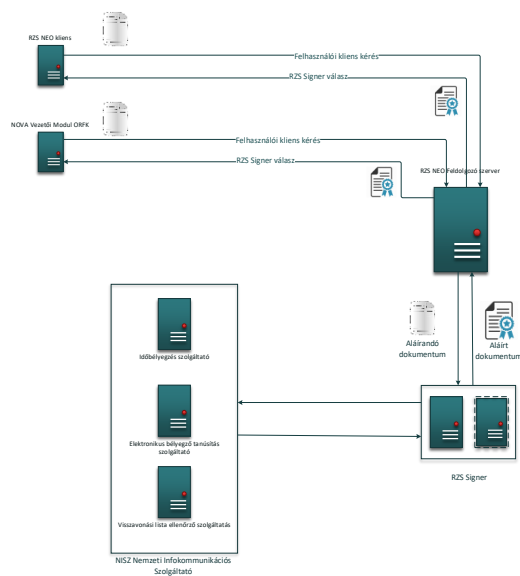 RZS NEO kliens
Felhasználói kliens kérés
RZS Signer válasz
NOVA Vezetői Modul ORFK
Felhasználói kliens kérés
RZS Signer válasz
RZS NEO Feldolgozó szerver
Aláírandó
dokumentum
Aláírt
dokumentum
Időbélyegzés szolgáltató
Elektronikus bélyegző tanúsítás
szolgáltató
Visszavonási lista ellenőrző szolgáltatás
RZS Signer
NISZ Nemzeti Infokommunikációs
Szolgáltató